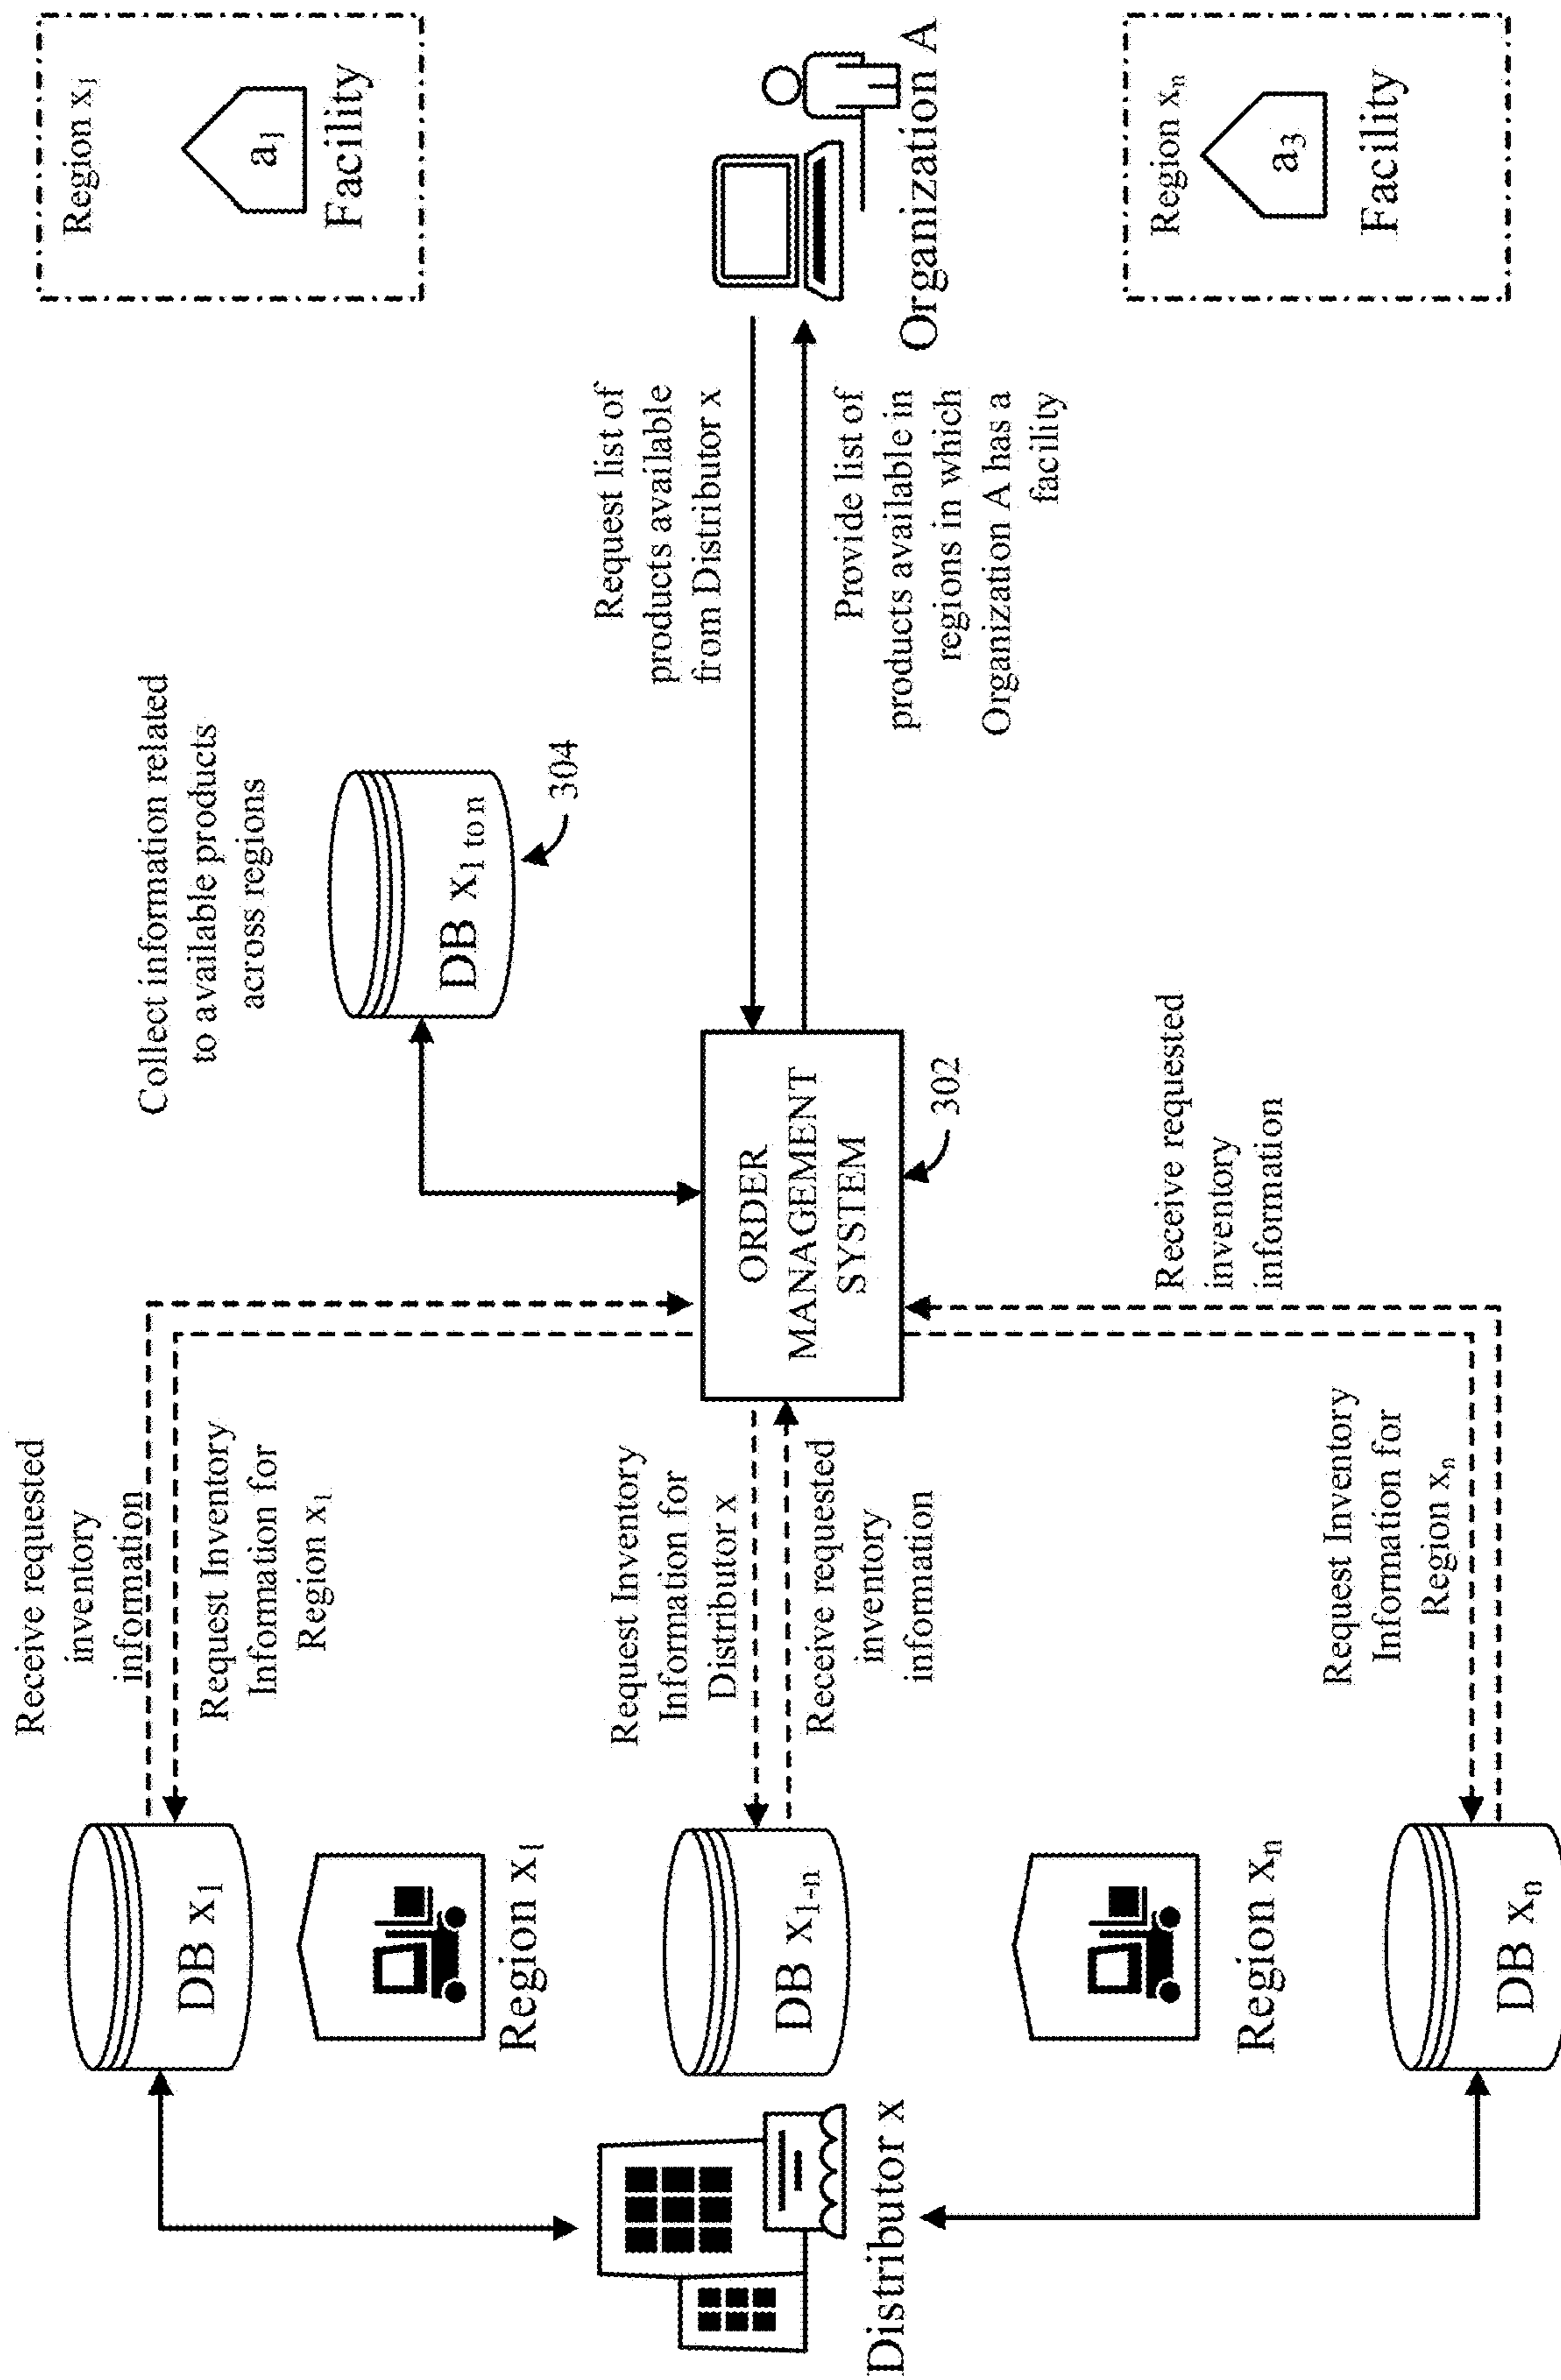 Receive requested
inventory
information
Request Inventory
Information for
Region x₁
DB x₁
Region x₁
Collect information related
to available products
across regions
DB x₁ ₜₒ ₙ
304
Region x₁
a₁
Facility
Distributor x
DB x₁₋ₙ
Request Inventory
Information for
Distributor x
Receive requested
inventory
information
ORDER
MANAGEMENT
SYSTEM
302
Request list of
products available
from Distributor x
Provide list of
products available in
regions in which
Organization A has a
facility
Organization A
Region xₙ
DB xₙ
Request Inventory
Information for
Region xₙ
Receive requested
inventory
information
Region xₙ
a₃
Facility